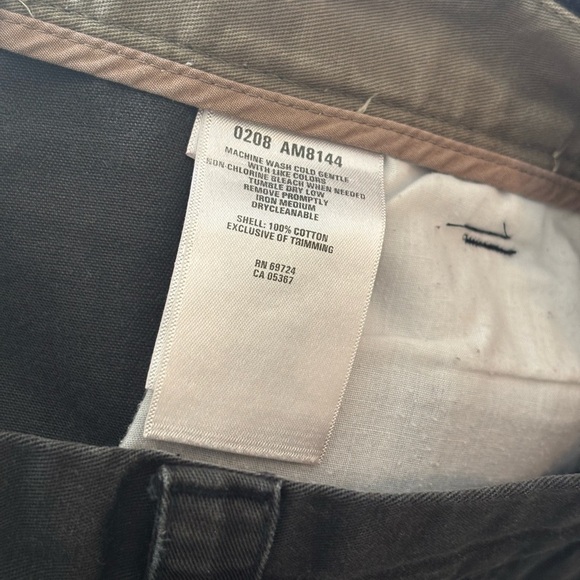 0208 AM8144
MACHINE WASH COLD GENTLE
WITH LIKE COLORS
NON-CHLORINE BLEACH WHEN NEEDED
TUMBLE DRY LOW
REMOVE PROMPTLY
IRON MEDIUM
DRYCLEANABLE
SHELL: 100% COTTON
EXCLUSIVE OF TRIMMING
RN 69724
CA 05367